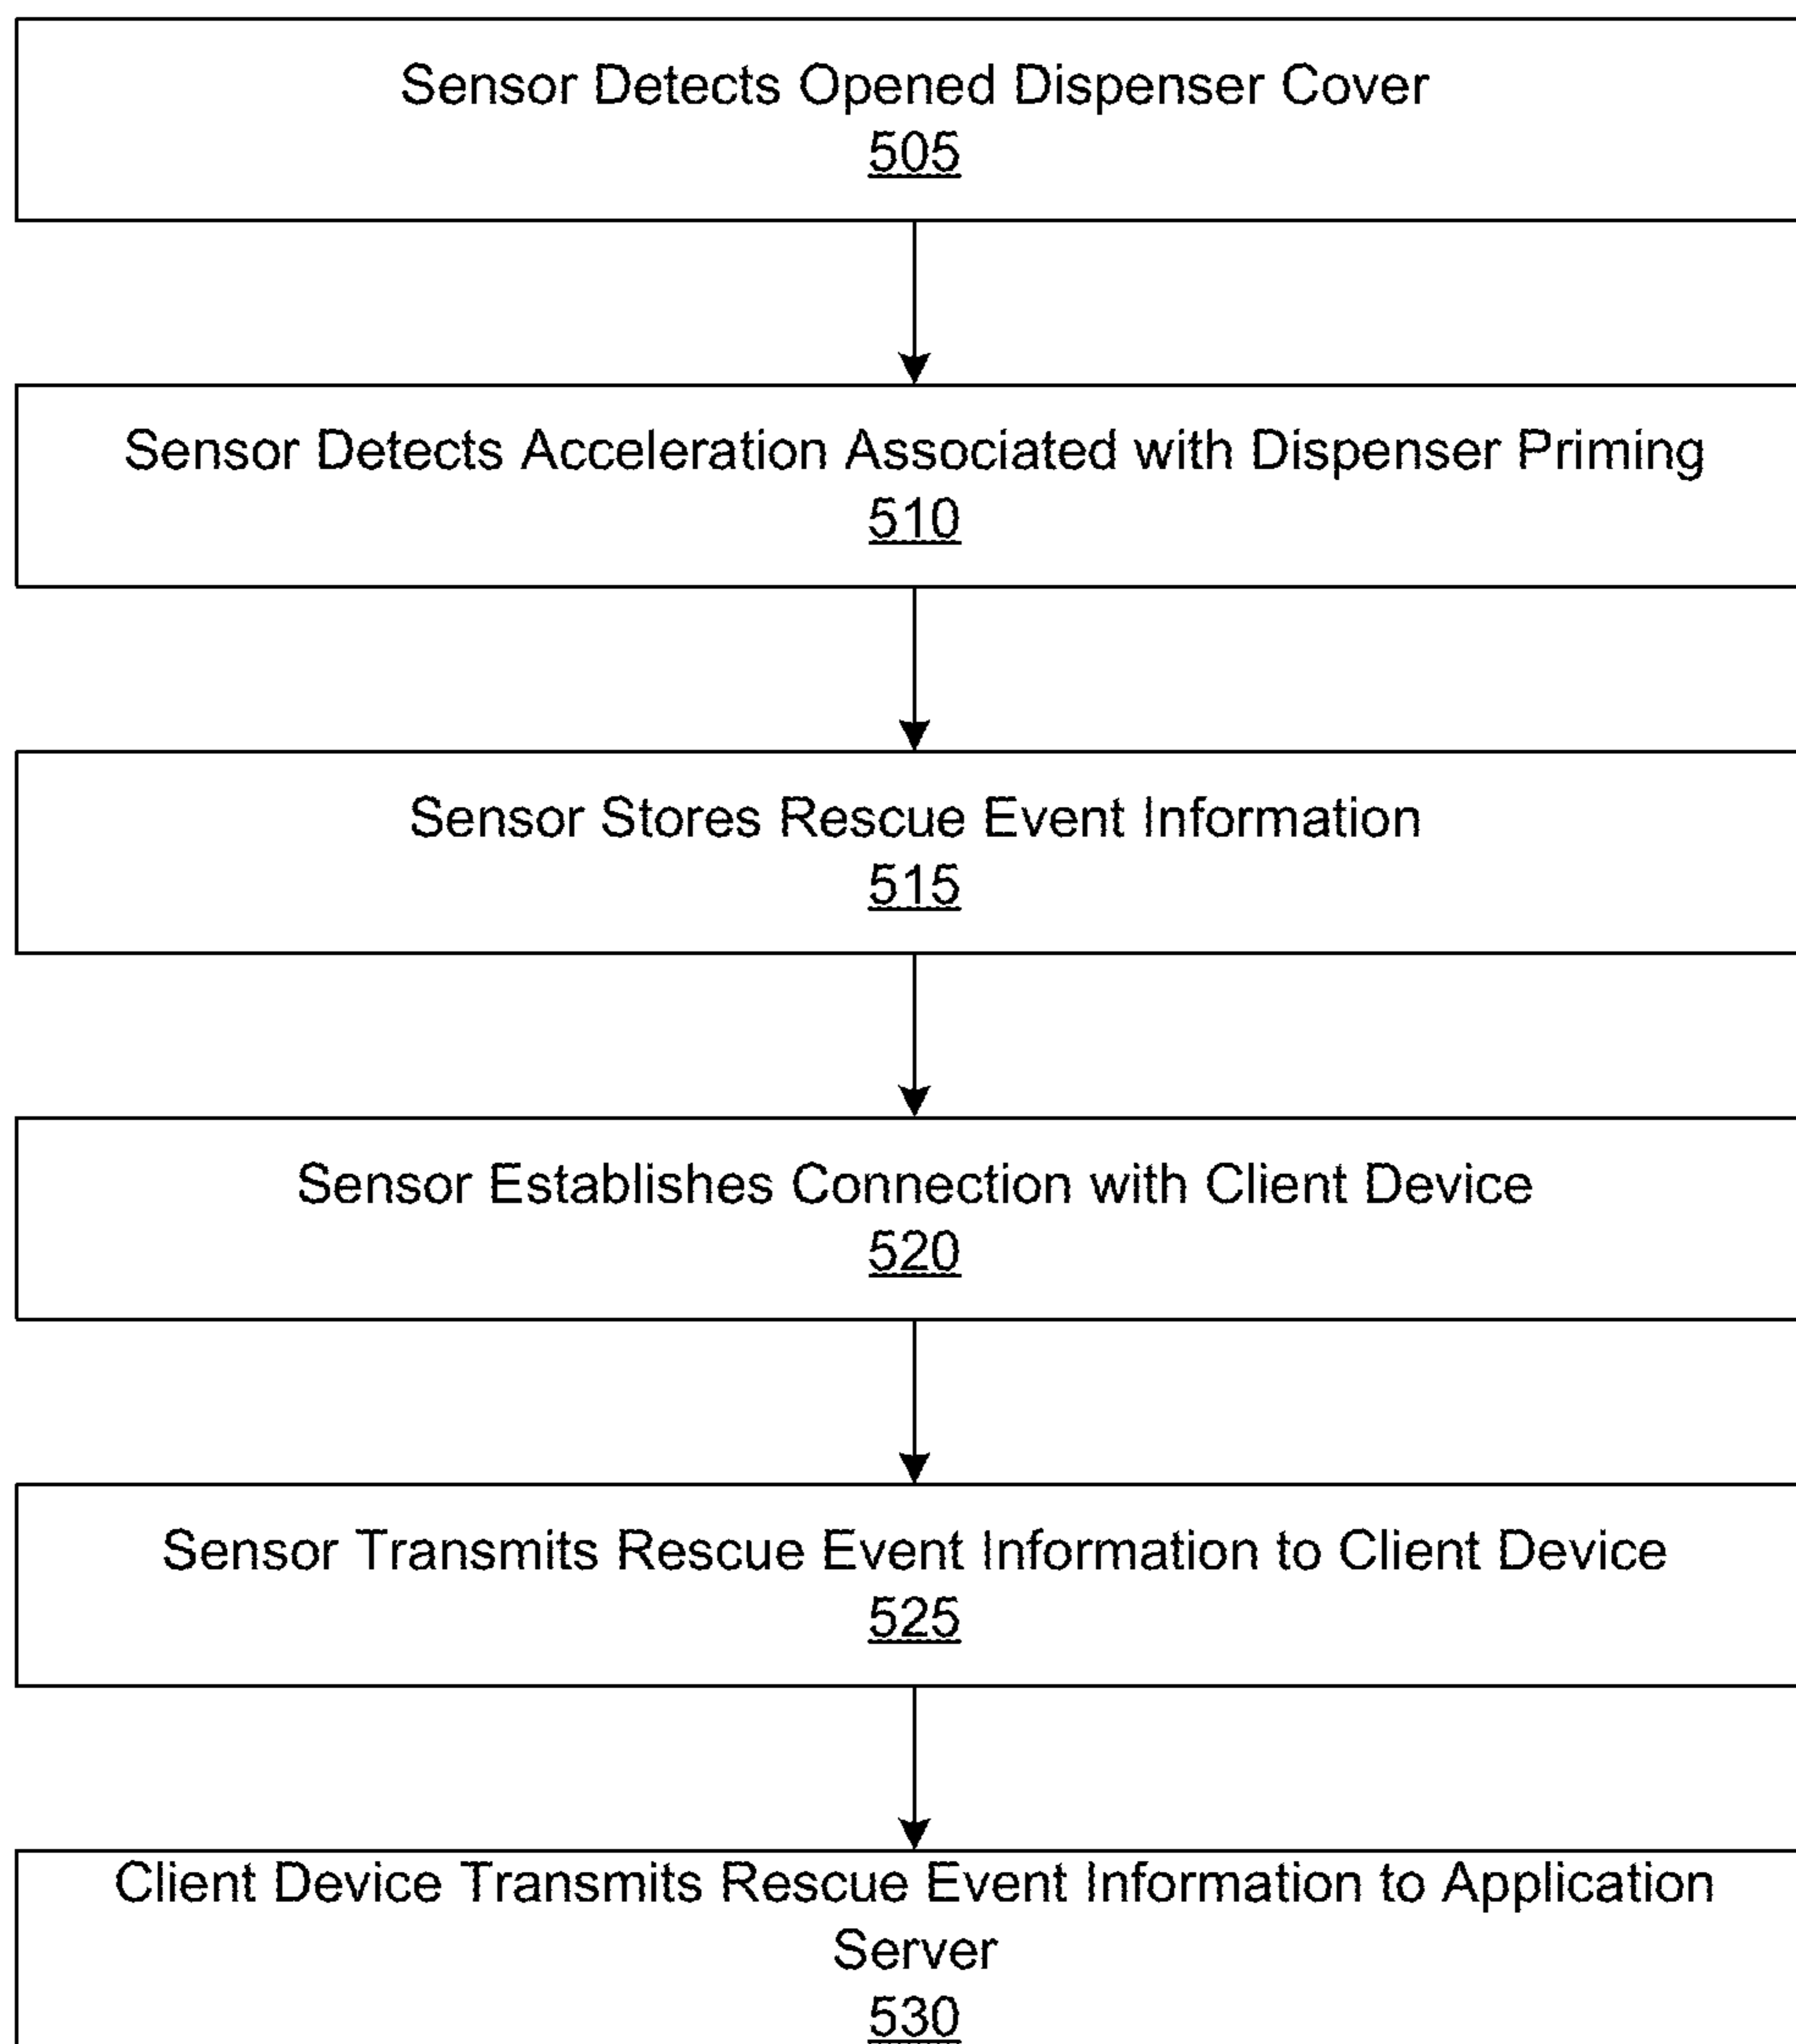 Sensor Detects Opened Dispenser Cover
505
Sensor Detects Acceleration Associated with Dispenser Priming
510
Sensor Stores Rescue Event Information
515
Sensor Establishes Connection with Client Device
520
Sensor Transmits Rescue Event Information to Client Device
525
Client Device Transmits Rescue Event Information to Application
Server
530